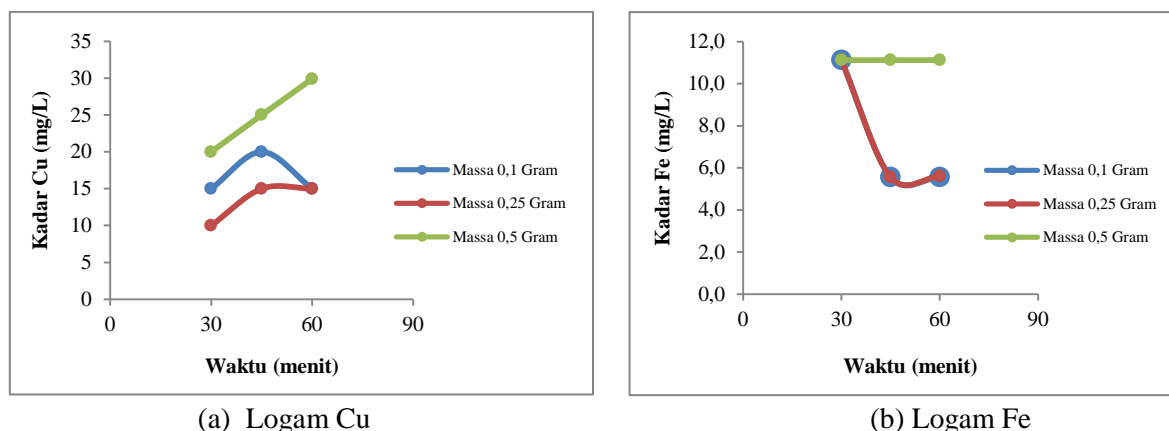 40
35
30
25
20
15
10
5
0
0
30
60
90
Kadar Cu (mg/L)
Waktu (menit)
Massa 0,1 Gram
Massa 0,25 Gram
Massa 0,5 Gram
(a) Logam Cu
12,0
10,0
8,0
6,0
4,0
2,0
0,0
0
30
60
90
Kadar Fe (mg/L)
Waktu (menit)
Massa 0,1 Gram
Massa 0,25 Gram
Massa 0,5 Gram
(b) Logam Fe